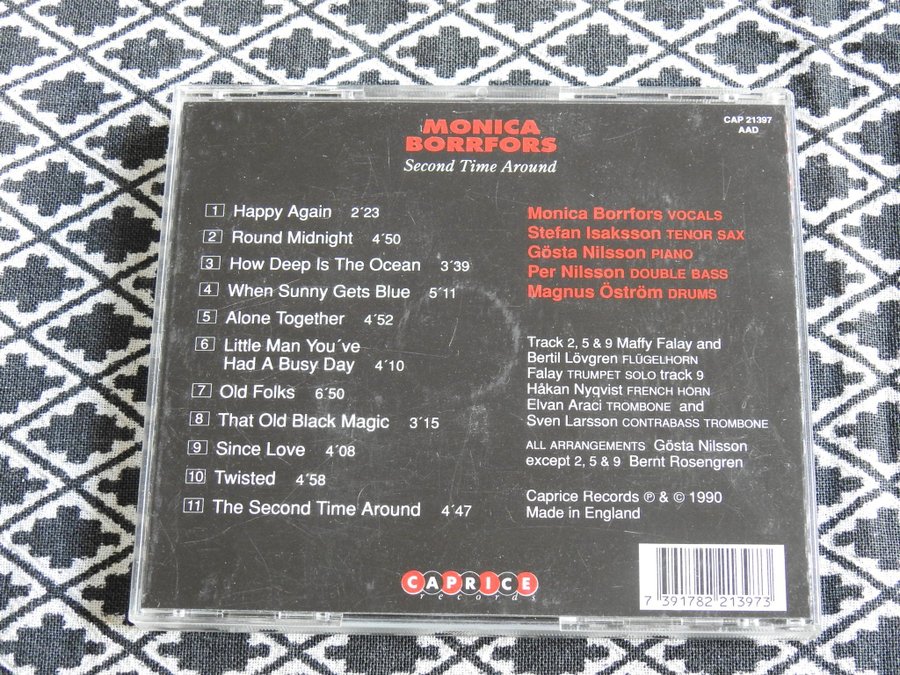 MONICA
BORRFORS
Second Time Around
CAP 21397
AAD
1 Happy Again 2´23
2 Round Midnight 4´50
3 How Deep Is The Ocean 3´39
4 When Sunny Gets Blue 5´11
5 Alone Together 4´52
6 Little Man You´ve
Had A Busy Day 4´10
7 Old Folks 6´50
8 That Old Black Magic 3´15
9 Since Love 4´08
10 Twisted 4´58
11 The Second Time Around 4´47
Monica Borrfors VOCALS
Stefan Isaksson TENOR SAX
Gösta Nilsson PIANO
Per Nilsson DOUBLE BASS
Magnus Öström DRUMS
Track 2, 5 & 9 Maffy Falay and
Bertil Lövgren FLÜGELHORN
Falay TRUMPET SOLO track 9
Håkan Nyqvist FRENCH HORN
Elvan Araci TROMBONE and
Sven Larsson CONTRABASS TROMBONE
ALL ARRANGEMENTS Gösta Nilsson
except 2, 5 & 9 Bernt Rosengren
Caprice Records ℗ & © 1990
Made in England
CAPRICE
records
7 391782 213973